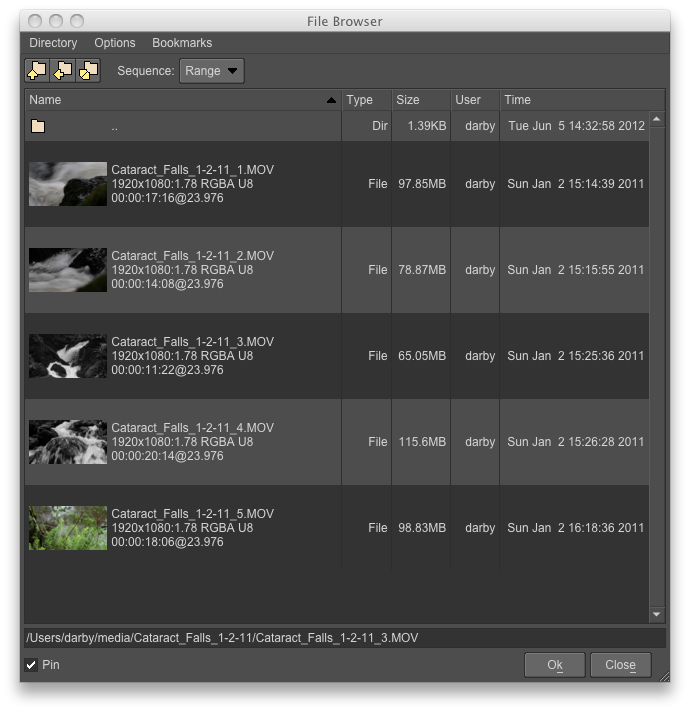 File Browser
Directory Options Bookmarks
Sequence: Range
Name Type Size User Time
.. Dir 1.39KB darby Tue Jun  5 14:32:58 2012
Cataract_Falls_1-2-11_1.MOV
1920x1080:1.78 RGBA U8 File 97.85MB darby Sun Jan  2 15:14:39 2011
00:00:17:16@23.976
Cataract_Falls_1-2-11_2.MOV
1920x1080:1.78 RGBA U8 File 78.87MB darby Sun Jan  2 15:15:55 2011
00:00:14:08@23.976
Cataract_Falls_1-2-11_3.MOV
1920x1080:1.78 RGBA U8 File 65.05MB darby Sun Jan  2 15:25:36 2011
00:00:11:22@23.976
Cataract_Falls_1-2-11_4.MOV
1920x1080:1.78 RGBA U8 File 115.6MB darby Sun Jan  2 15:26:28 2011
00:00:20:14@23.976
Cataract_Falls_1-2-11_5.MOV
1920x1080:1.78 RGBA U8 File 98.83MB darby Sun Jan  2 16:18:36 2011
00:00:18:06@23.976
/Users/darby/media/Cataract_Falls_1-2-11/Cataract_Falls_1-2-11_3.MOV
Pin Ok Close